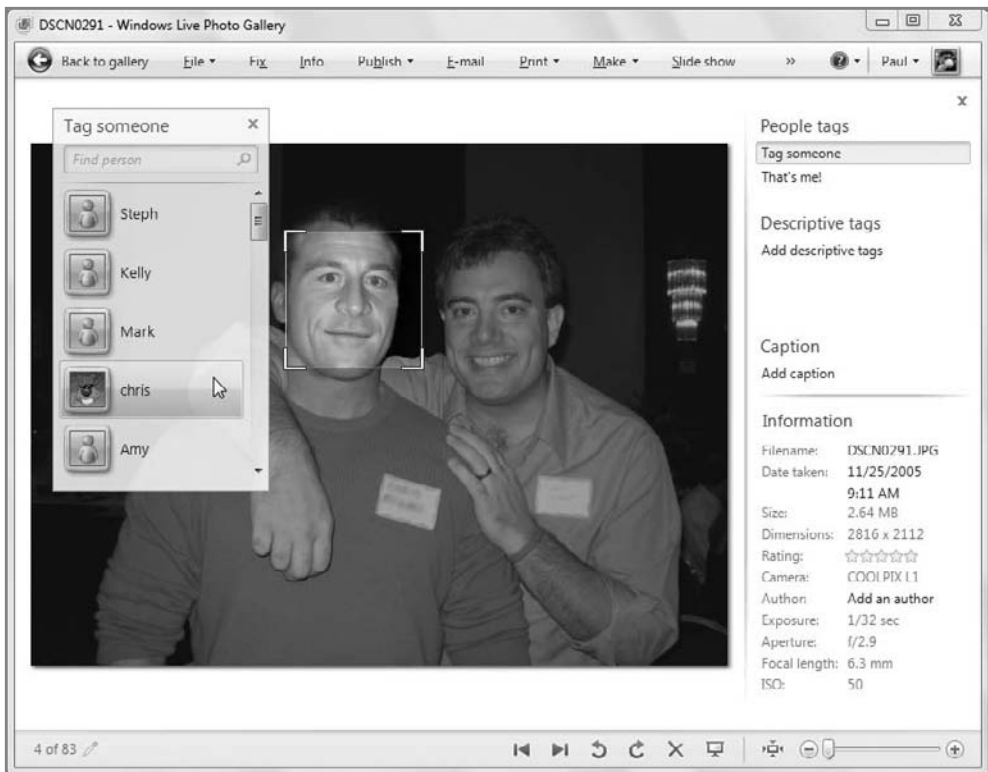 DSCN0291 - Windows Live Photo Gallery
Back to gallery File Fix Info Publish E-mail Print Make Slide show » ? Paul
Tag someone
Find person
Steph
Kelly
Mark
chris
Amy
People tags
Tag someone
That's me!
Descriptive tags
Add descriptive tags
Caption
Add caption
Information
Filename: DSCN0291.JPG
Date taken: 11/25/2005
9:11 AM
Size: 2.64 MB
Dimensions: 2816 x 2112
Rating:
Camera: COOLPIX L1
Author: Add an author
Exposure: 1/32 sec
Aperture: f/2.9
Focal length: 6.3 mm
ISO: 50
4 of 83